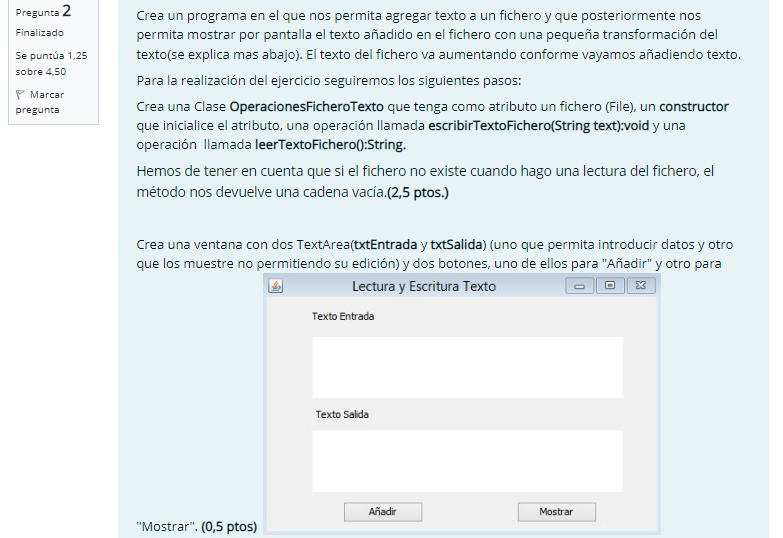 Pregunta 2
Finalizado
Se puntúa 1,25
sobre 4,50
Marcar
pregunta
Crea un programa en el que nos permita agregar texto a un fichero y que posteriormente nos
permita mostrar por pantalla el texto añadido en el fichero con una pequeña transformación del
texto(se explica mas abajo). El texto del fichero va aumentando conforme vayamos añadiendo texto.
Para la realización del ejercicio seguiremos los siguientes pasos:
Crea una Clase OperacionesFicheroTexto que tenga como atributo un fichero (File), un constructor
que inicialice el atributo, una operación llamada escribirTextoFichero(String text):void y una
operación llamada leerTextoFichero():String.
Hemos de tener en cuenta que si el fichero no existe cuando hago una lectura del fichero, el
método nos devuelve una cadena vacía.(2,5 ptos.)
Crea una ventana con dos TextArea(txtEntrada y txtSalida) (uno que permita introducir datos y otro
que los muestre no permitiendo su edición) y dos botones, uno de ellos para "Añadir" y otro para
Lectura y Escritura Texto
Texto Entrada
Texto Salida
Añadir
Mostrar
"Mostrar". (0,5 ptos)